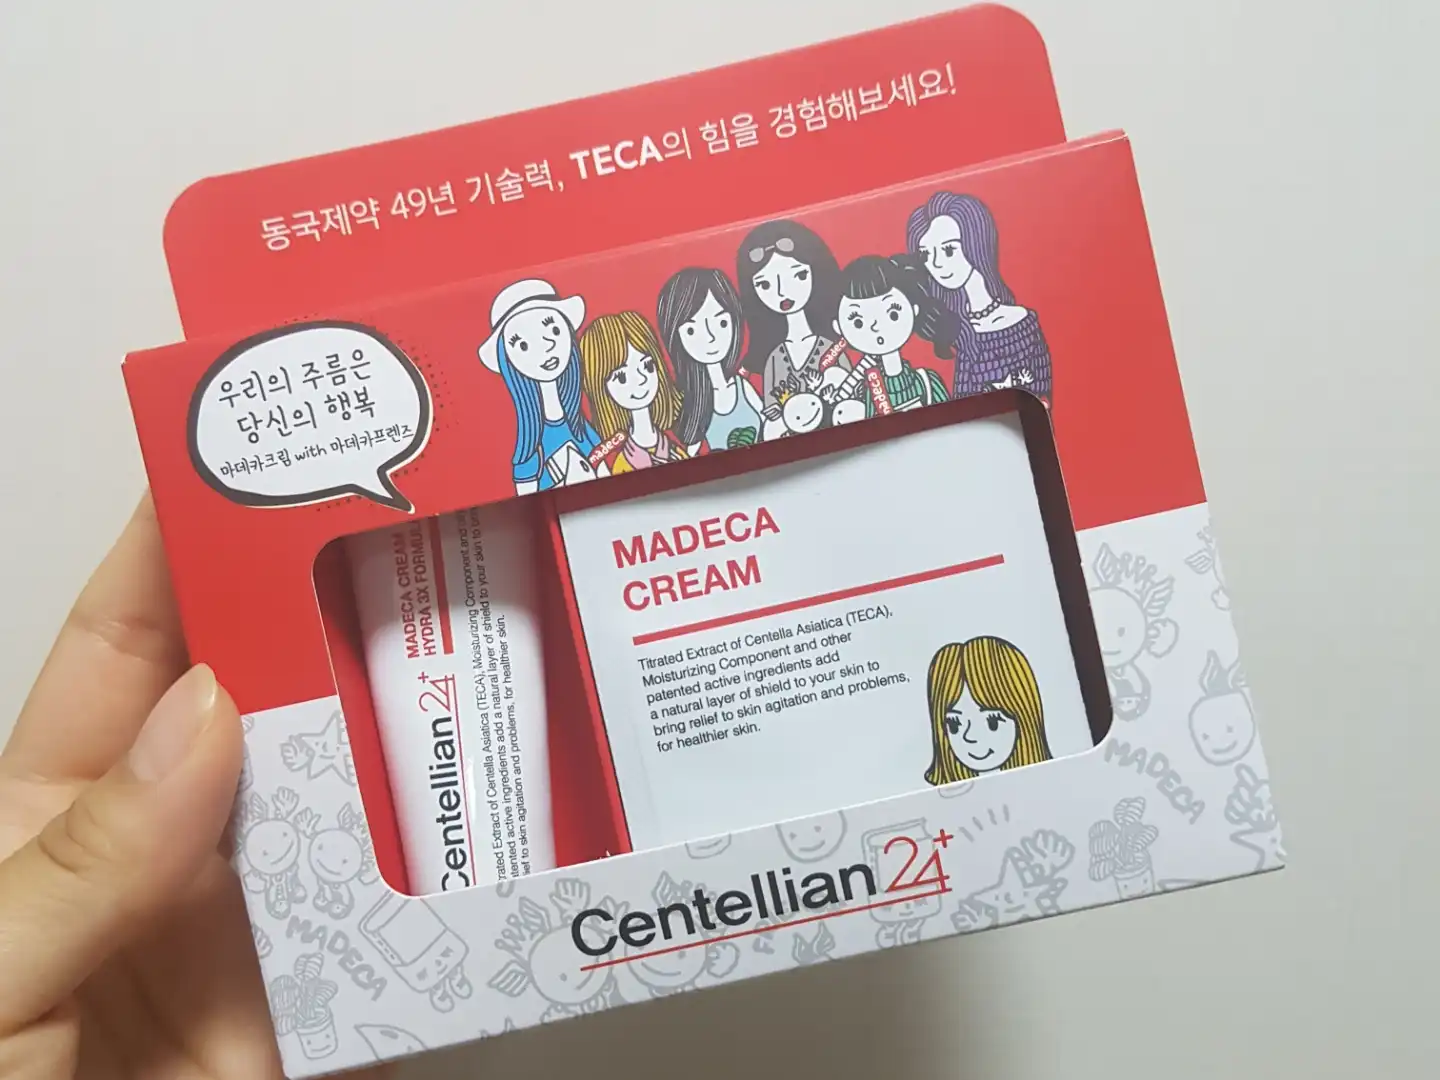 동국제약 49년 기술력, TECA의 힘을 경험해보세요!
우리의 주름은
당신의 행복
마데카크림 with 마데카프렌즈
madeca
madec
madeca
MADECA
CREAM
Titrated Extract of Centella Asiatica (TECA),
Moisturizing Component and other
patented active ingredients add
a natural layer of shield to your skin to
bring relief to skin agitation and problems,
for healthier skin.
MADECA CREAM
HYDRA 3X FORMULA
Centellian24+
trated Extract of Centella Asiatica (TECA), Moisturizing Component and
tented active ingredients add a natural layer of shield to your skin to
lief to skin agitation and problems, for healthier skin.
Centellian24+
MADECA
MADECA